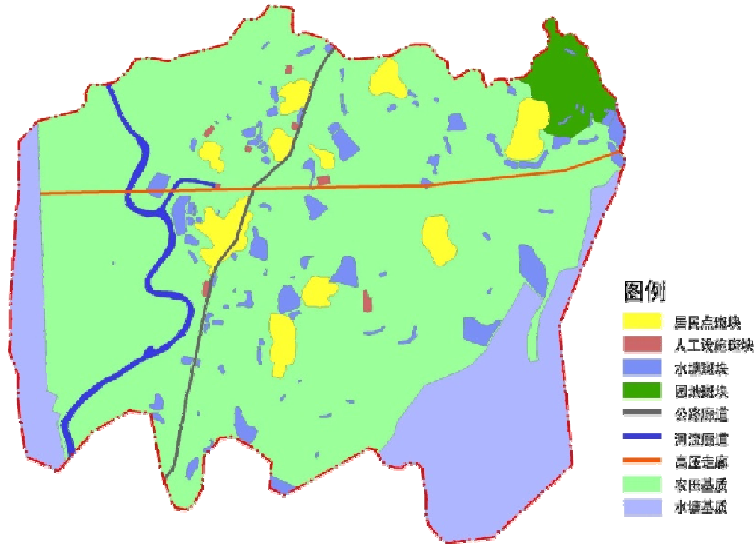 图例
居民点斑块
人工设施斑块
水塘斑块
园地斑块
公路廊道
河流廊道
高压走廊
农田基质
水塘基质